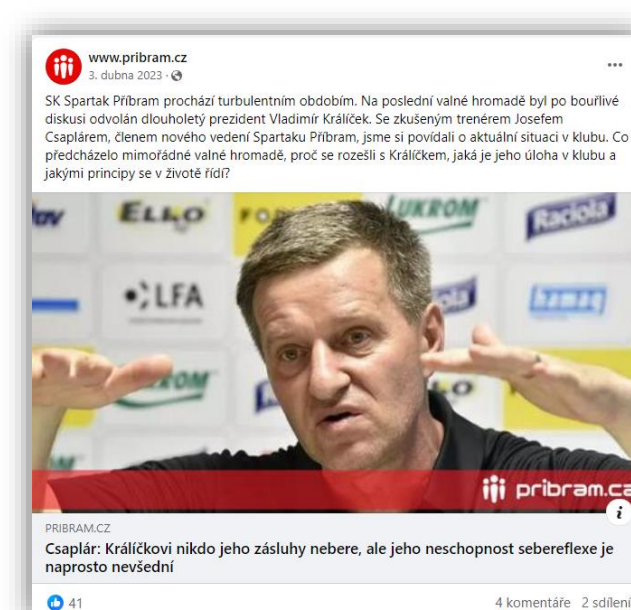 www.pribram.cz
3. dubna 2023 ·
SK Spartak Příbram prochází turbulentním obdobím. Na poslední valné hromadě byl po bouřlivé
diskusi odvolán dlouholetý prezident Vladimír Králíček. Se zkušeným trenérem Josefem
Csaplárem, členem nového vedení Spartaku Příbram, jsme si povídali o aktuální situaci v klubu. Co
předcházelo mimořádné valné hromadě, proč se rozešli s Králíčkem, jaká je jeho úloha v klubu a
jakými principy se v životě řídí?
ELKO
LUKROM
Raciola
LFA
hamag
pribram.cz
PRIBRAM.CZ
Csaplár: Králíčkovi nikdo jeho zásluhy nebere, ale jeho neschopnost sebereflexe je
naprosto nevšední
41
4 komentáře 2 sdílení